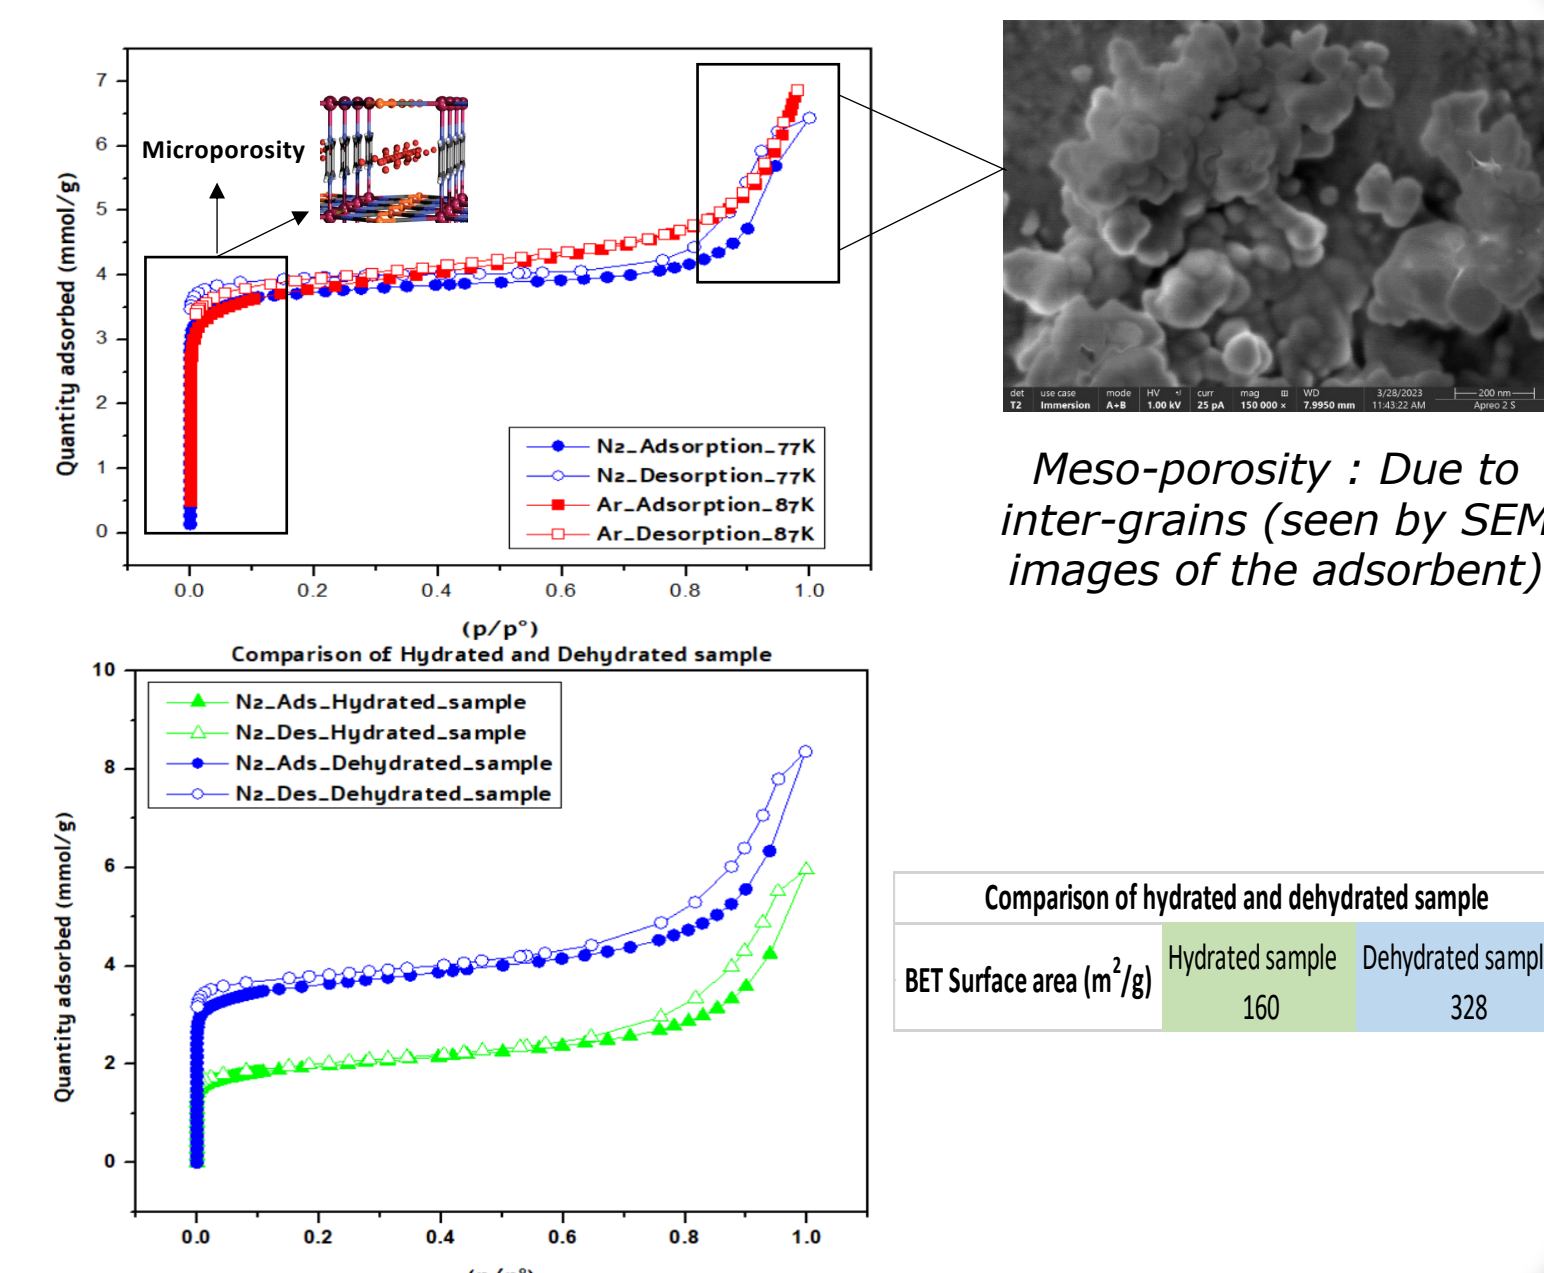 7
6
5
4
3
2
1
0
Quantity adsorbed (mmol/g)
Microporosity
N2_Adsorption_77K
N2_Desorption_77K
Ar_Adsorption_87K
Ar_Desorption_87K
0.0 0.2 0.4 0.6 0.8 1.0
(p/p°)
det use case mode HV curr mag WD 3/28/2023 200 nm
T2 Immersion A+B 1.00 kV 25 pA 150 000 × 7.9950 mm 11:43:22 AM Apreo 2 S
Meso-porosity : Due to
inter-grains (seen by SEM
images of the adsorbent)
Comparison of Hydrated and Dehydrated sample
10
8
6
4
2
0
Quantity adsorbed (mmol/g)
N2_Ads_Hydrated_sample
N2_Des_Hydrated_sample
N2_Ads_Dehydrated_sample
N2_Des_Dehydrated_sample
0.0 0.2 0.4 0.6 0.8 1.0
Comparison of hydrated and dehydrated sample
BET Surface area (m²/g)
Hydrated sample Dehydrated sampl
160 328